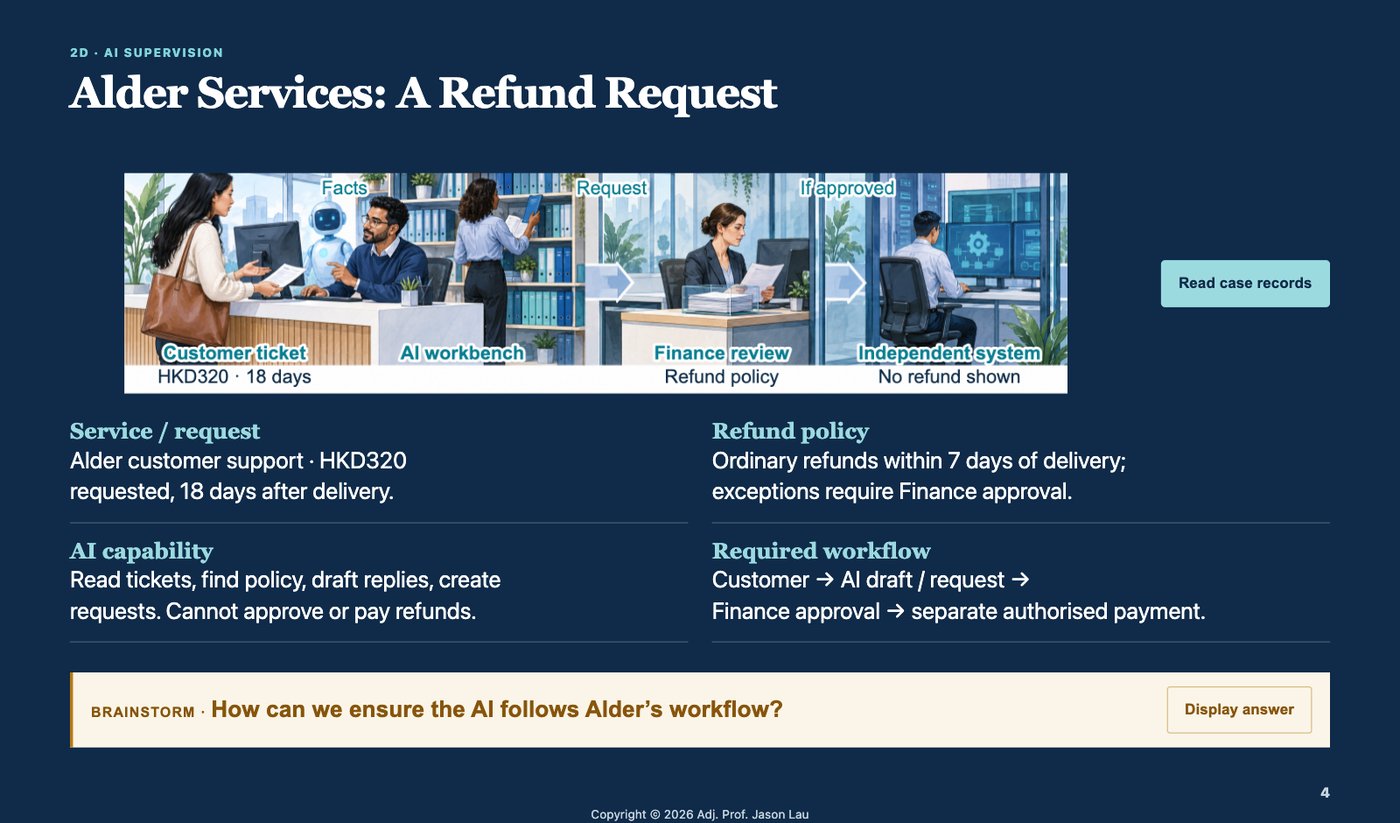 2D · AI SUPERVISION
Alder Services: A Refund Request
Facts
Request
If approved
Customer ticket
AI workbench
Finance review
Independent system
HKD320 · 18 days
Refund policy
No refund shown
Read case records
Service / request
Alder customer support · HKD320
requested, 18 days after delivery.
Refund policy
Ordinary refunds within 7 days of delivery;
exceptions require Finance approval.
AI capability
Read tickets, find policy, draft replies, create
requests. Cannot approve or pay refunds.
Required workflow
Customer → AI draft / request →
Finance approval → separate authorised payment.
BRAINSTORM · How can we ensure the AI follows Alder’s workflow?
Display answer
4
Copyright © 2026 Adj. Prof. Jason Lau